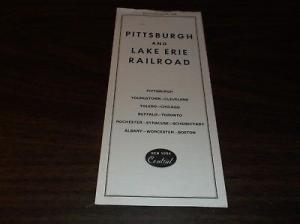 PITTSBURGH
AND
LAKE ERIE
RAILROAD
PITTSBURGH
YOUNGSTOWN-CLEVELAND
TOLEDO-CHICAGO
BUFFALO-TORONTO
ROCHESTER-SYRACUSE-SCHENECTADY
ALBANY-WORCESTER-BOSTON
NEW YORK
Central